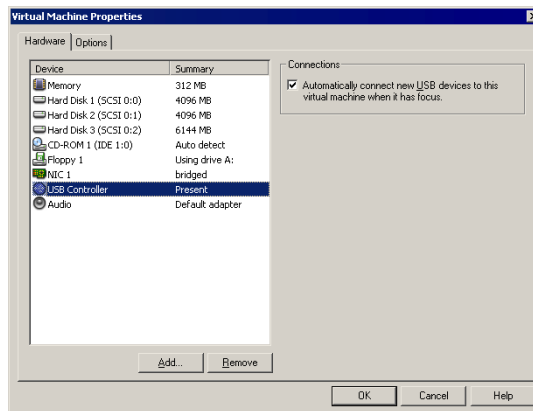 Virtual Machine Properties
Hardware Options
Device Summary
Memory 312 MB
Hard Disk 1 (SCSI 0:0) 4096 MB
Hard Disk 2 (SCSI 0:1) 4096 MB
Hard Disk 3 (SCSI 0:2) 6144 MB
CD-ROM 1 (IDE 1:0) Auto detect
Floppy 1 Using drive A:
NIC 1 bridged
USB Controller Present
Audio Default adapter
Connections
Automatically connect new USB devices to this
virtual machine when it has focus.
Add... Remove
OK Cancel Help